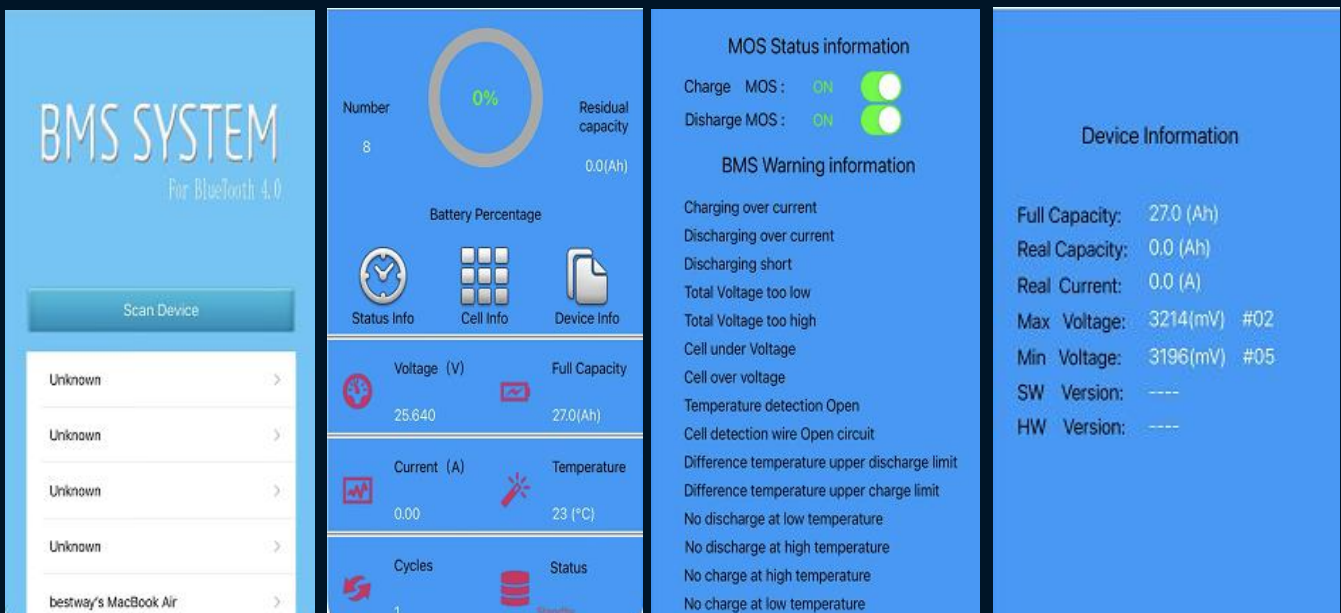 BMS SYSTEM
For BlueTooth 4.0
Scan Device
Unknown
Unknown
Unknown
Unknown
bestway's MacBook Air
0%
Number
8
Residual
capacity
0.0(Ah)
Battery Percentage
Status Info
Cell Info
Device Info
Voltage (V)
25.640
Full Capacity
27.0(Ah)
Current (A)
0.00
Temperature
23 (°C)
Cycles
1
Status
Standby
MOS Status information
Charge MOS : ON
Disharge MOS : ON
BMS Warning information
Charging over current
Discharging over current
Discharging short
Total Voltage too low
Total Voltage too high
Cell under Voltage
Cell over voltage
Temperature detection Open
Cell detection wire Open circuit
Difference temperature upper discharge limit
Difference temperature upper charge limit
No discharge at low temperature
No discharge at high temperature
No charge at high temperature
No charge at low temperature
Device Information
Full Capacity: 27.0 (Ah)
Real Capacity: 0.0 (Ah)
Real Current: 0.0 (A)
Max Voltage: 3214(mV) #02
Min Voltage: 3196(mV) #05
SW Version: ----
HW Version: ----